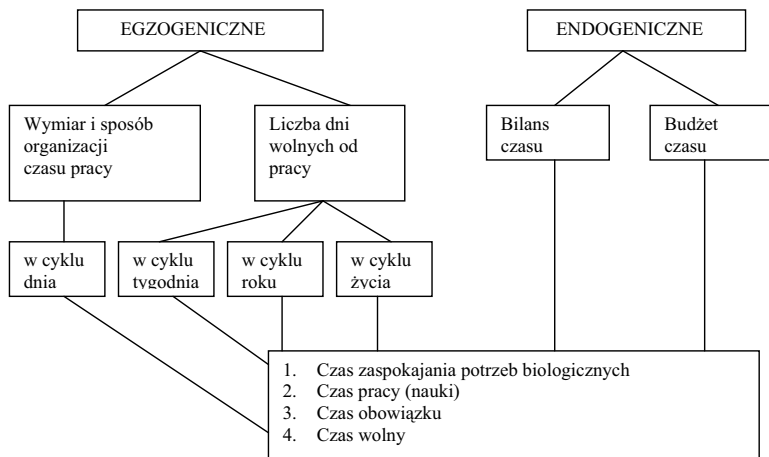 EGZOGENICZNE
ENDOGENICZNE
Wymiar i sposób
organizacji
czasu pracy
Liczba dni
wolnych od
pracy
Bilans
czasu
Budżet
czasu
w cyklu
dnia
w cyklu
tygodnia
w cyklu
roku
w cyklu
życia
1. Czas zaspokajania potrzeb biologicznych
2. Czas pracy (nauki)
3. Czas obowiązku
4. Czas wolny